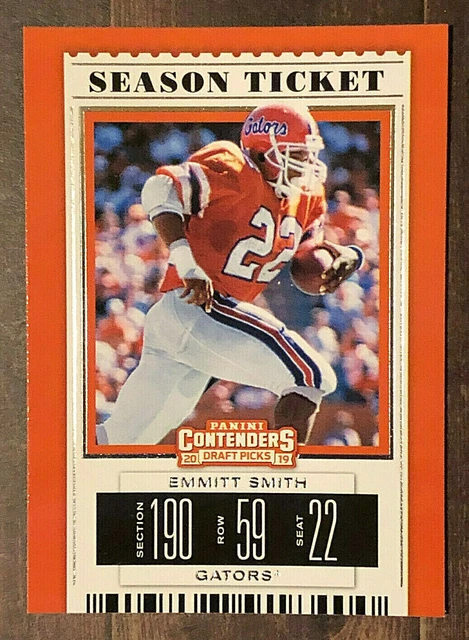 SEASON TICKET
Gators
22
PANINI
CONTENDERS
20 DRAFT PICKS 19
EMMITT SMITH
SECTION 190 ROW 59 SEAT 22
GATORS